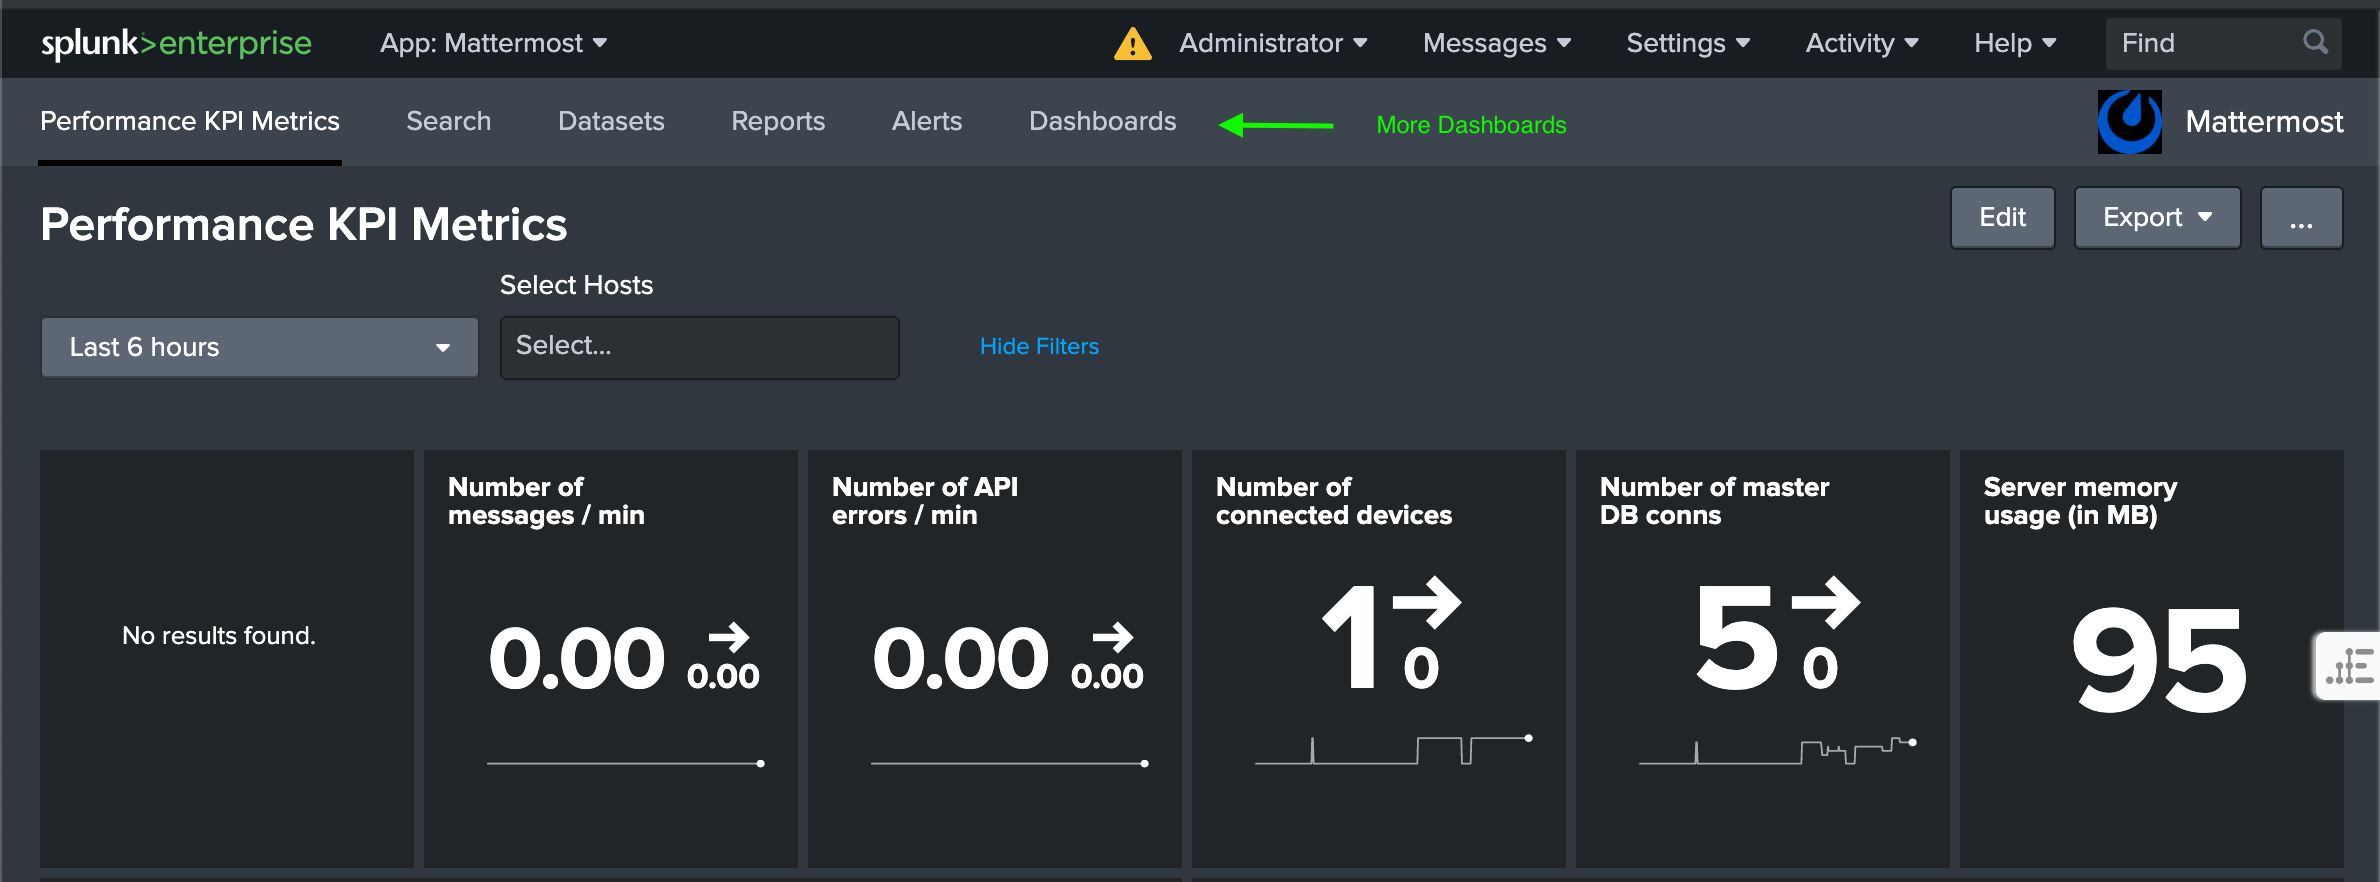 splunk>enterprise App: Mattermost Administrator Messages Settings Activity Help Find
Performance KPI Metrics Search Datasets Reports Alerts Dashboards More Dashboards Mattermost
Performance KPI Metrics Edit Export ...
Select Hosts
Last 6 hours Select... Hide Filters
No results found.
Number of
messages / min
0.00 0.00
Number of API
errors / min
0.00 0.00
Number of
connected devices
1 0
Number of master
DB conns
5 0
Server memory
usage (in MB)
95